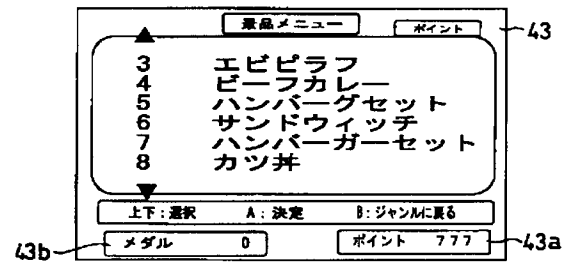 景品メニュー
ポイント
43
3 エビピラフ
4 ビーフカレー
5 ハンバーグセット
6 サンドウィッチ
7 ハンバーガーセット
8 カツ丼
上下:選択 A:決定 B:ジャンルに戻る
43b メダル 0 ポイント 777 43a